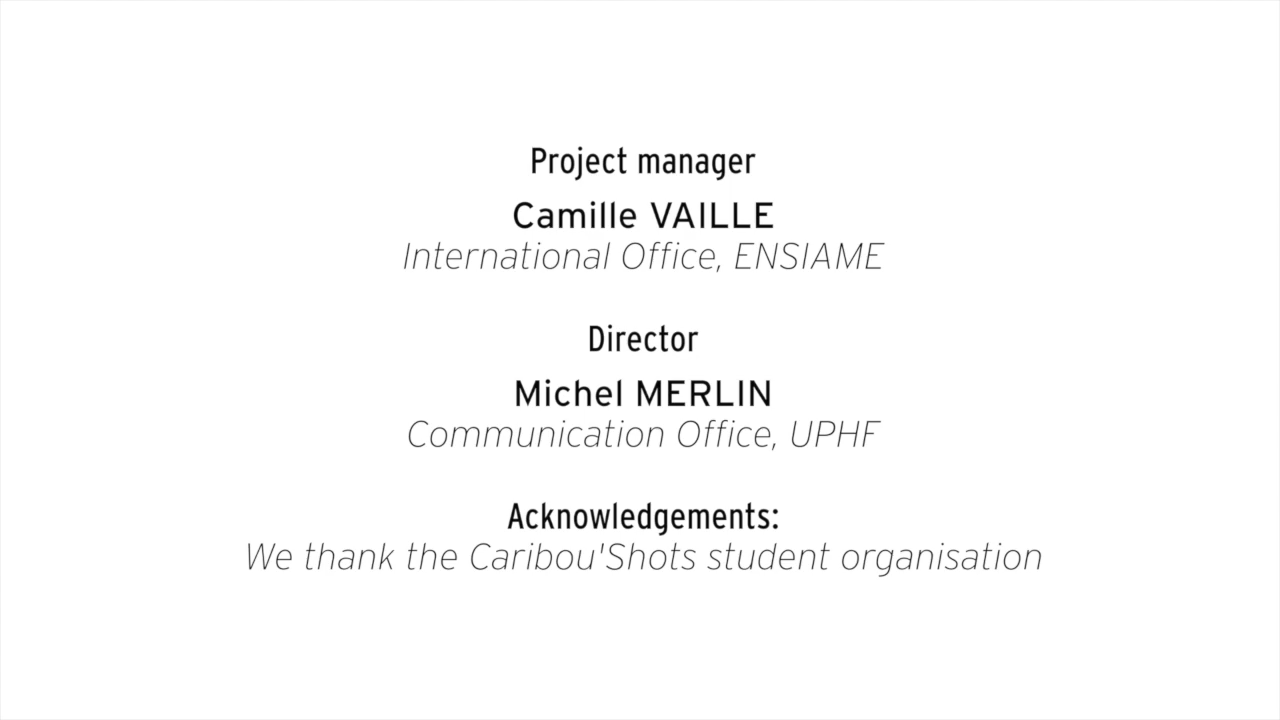 Project manager
Camille VAILLE
International Office, ENSIAME
Director
Michel MERLIN
Communication Office, UPHF
Acknowledgements:
We thank the Caribou'Shots student organisation